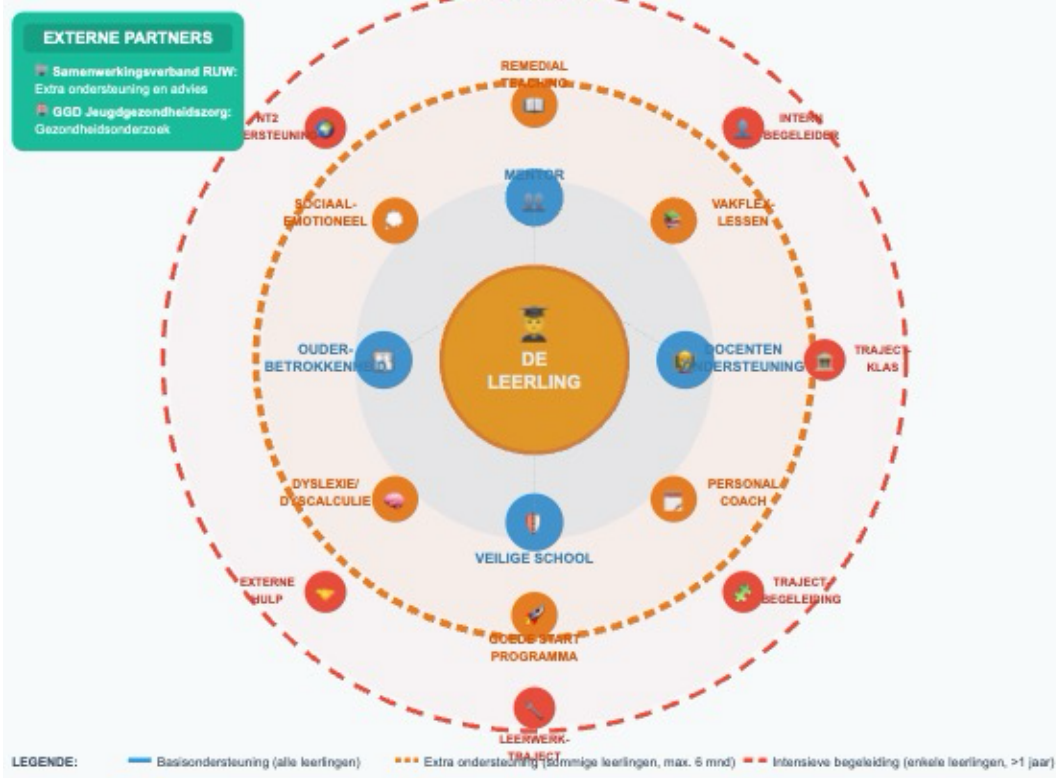 EXTERNE PARTNERS
Samenwerkingsverband RUW:
Extra ondersteuning en advies
GGD Jeugdgezondheidszorg:
Gezondheidsonderzoek
REMEDIAL
TEACHING
NT2
ERSTEUNING
INTERN
BEGELEIDER
MENTOR
SOCIAAL-
EMOTIONEEL
VAKFLEX-
LESSEN
DE
LEERLING
OUDER-
BETROKKENHEID
DOCENTEN
ONDERSTEUNING
TRAJECT-
KLAS
DYSLEXIE/
DYSCALCULIE
PERSONAL
COACH
VEILIGE SCHOOL
EXTERNE
HULP
TRAJECT-
BEGELEIDING
GOEDE START
PROGRAMMA
LEERWERK-
TRAJECT
LEGENDE:
Basisondersteuning (alle leerlingen)
Extra ondersteuning (sommige leerlingen, max. 6 mnd)
Intensieve begeleiding (enkele leerlingen, >1 jaar)